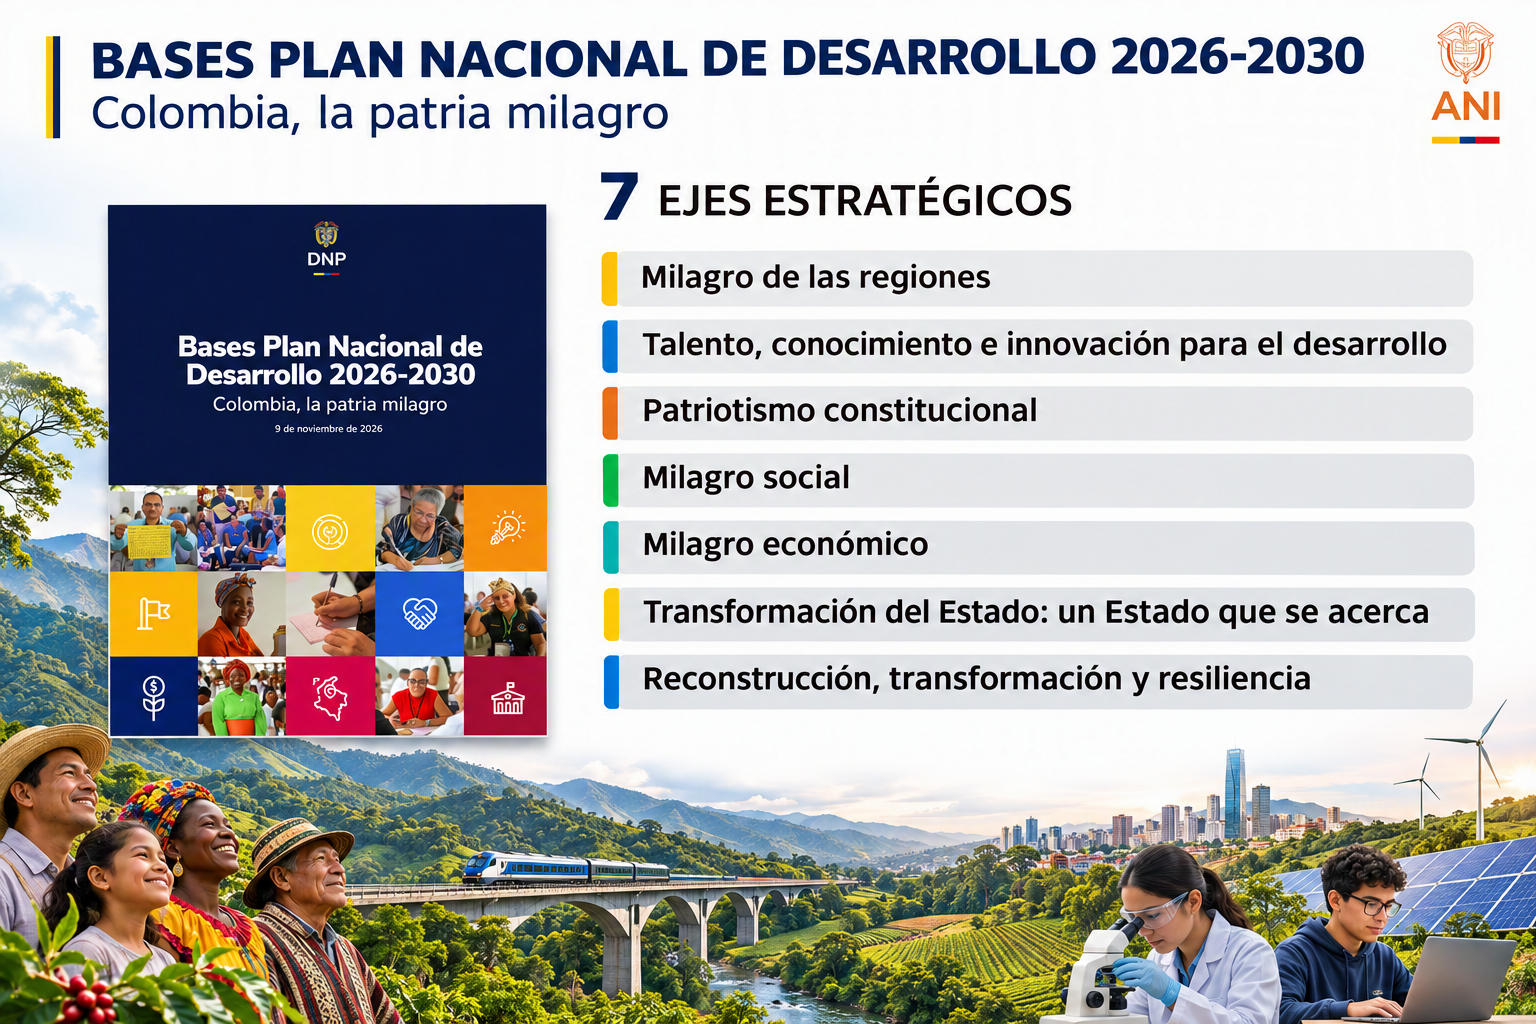 BASES PLAN NACIONAL DE DESARROLLO 2026-2030
Colombia, la patria milagro
ANI
7 EJES ESTRATÉGICOS
DNP
Bases Plan Nacional de
Desarrollo 2026-2030
Colombia, la patria milagro
9 de noviembre de 2026
Milagro de las regiones
Talento, conocimiento e innovación para el desarrollo
Patriotismo constitucional
Milagro social
Milagro económico
Transformación del Estado: un Estado que se acerca
Reconstrucción, transformación y resiliencia